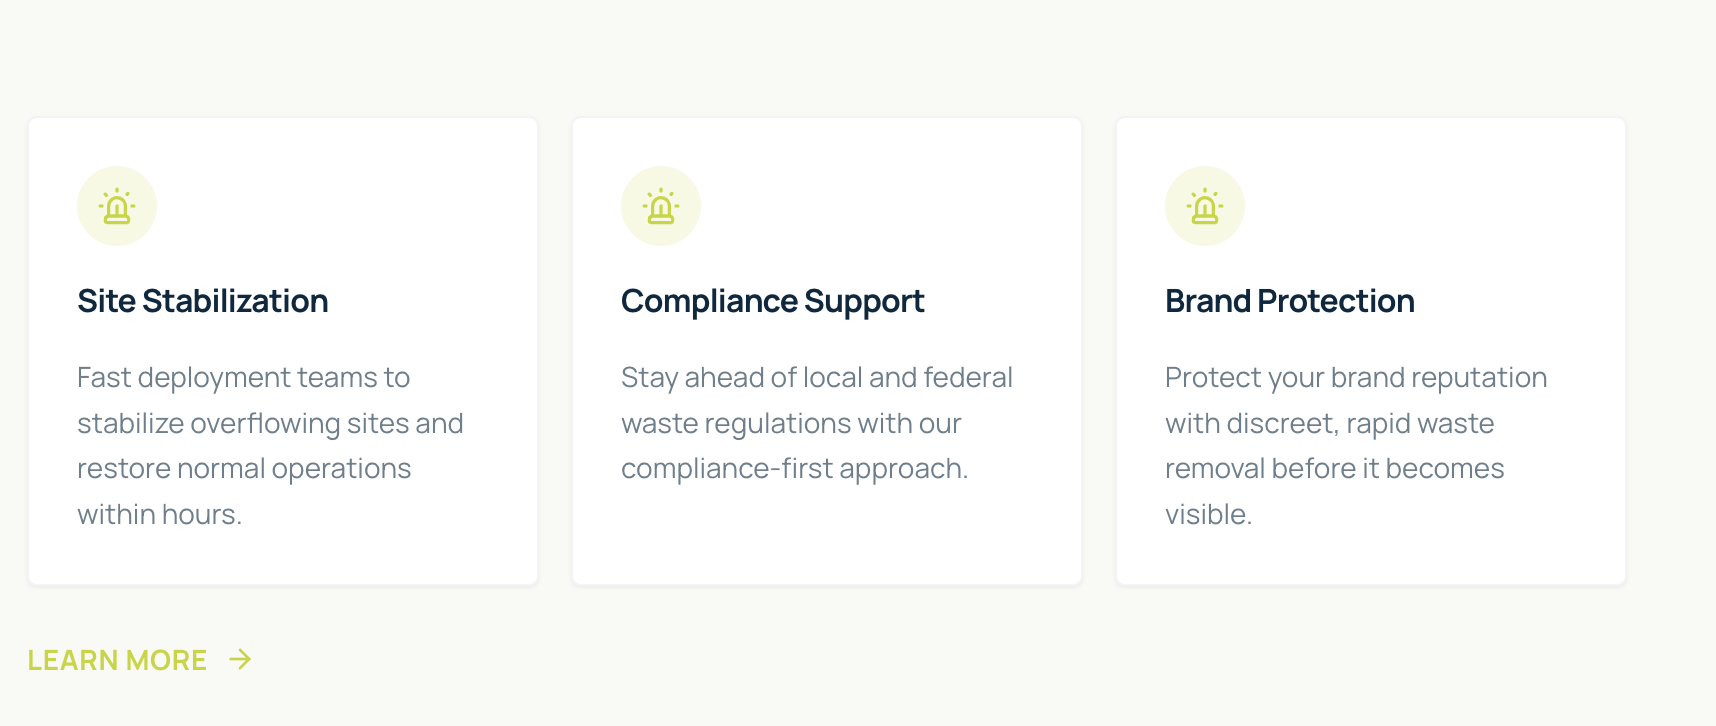 Site Stabilization
Fast deployment teams to
stabilize overflowing sites and
restore normal operations
within hours.
Compliance Support
Stay ahead of local and federal
waste regulations with our
compliance-first approach.
Brand Protection
Protect your brand reputation
with discreet, rapid waste
removal before it becomes
visible.
LEARN MORE →